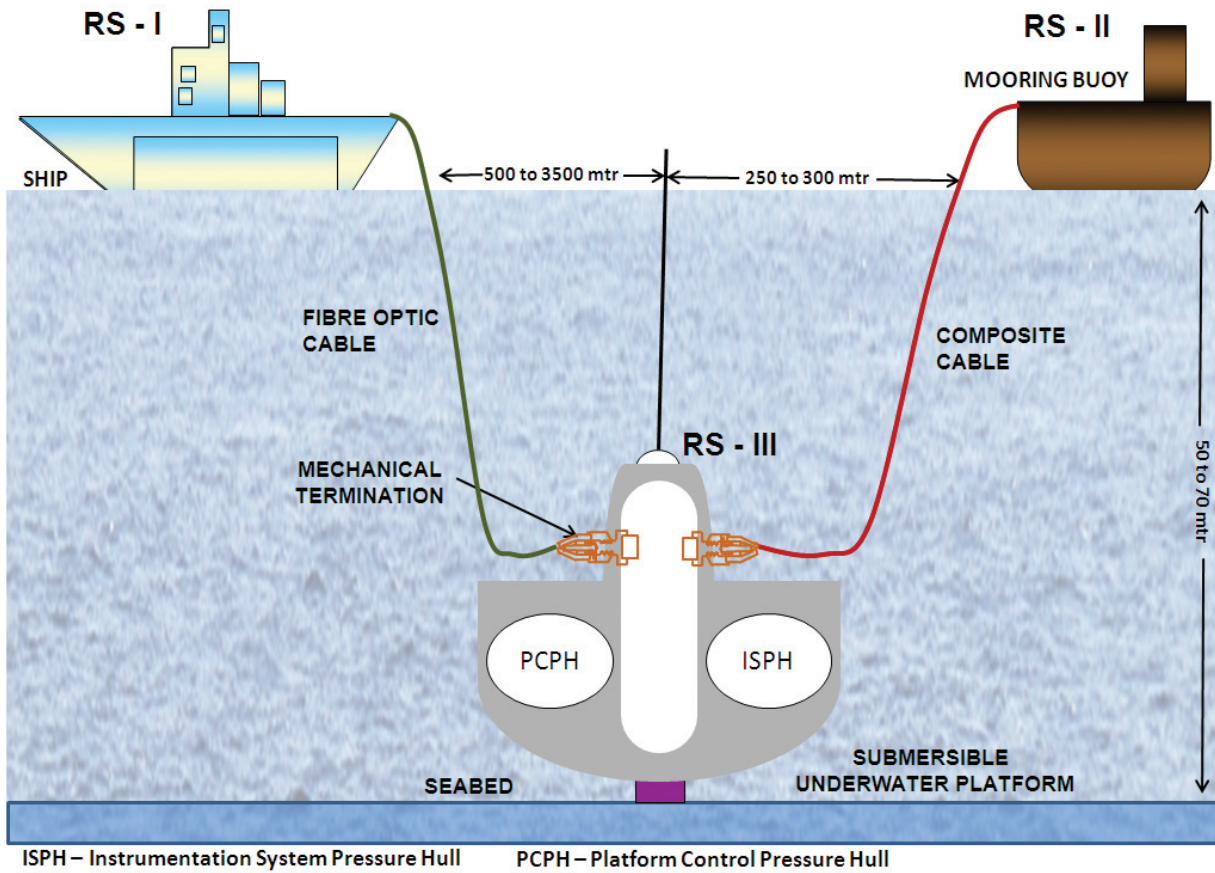 RS - I
RS - II
MOORING BUOY
SHIP
500 to 3500 mtr
250 to 300 mtr
FIBRE OPTIC
CABLE
COMPOSITE
CABLE
RS - III
MECHANICAL
TERMINATION
50 to 70 mtr
PCPH
ISPH
SEABED
SUBMERSIBLE
UNDERWATER PLATFORM
ISPH – Instrumentation System Pressure Hull
PCPH – Platform Control Pressure Hull